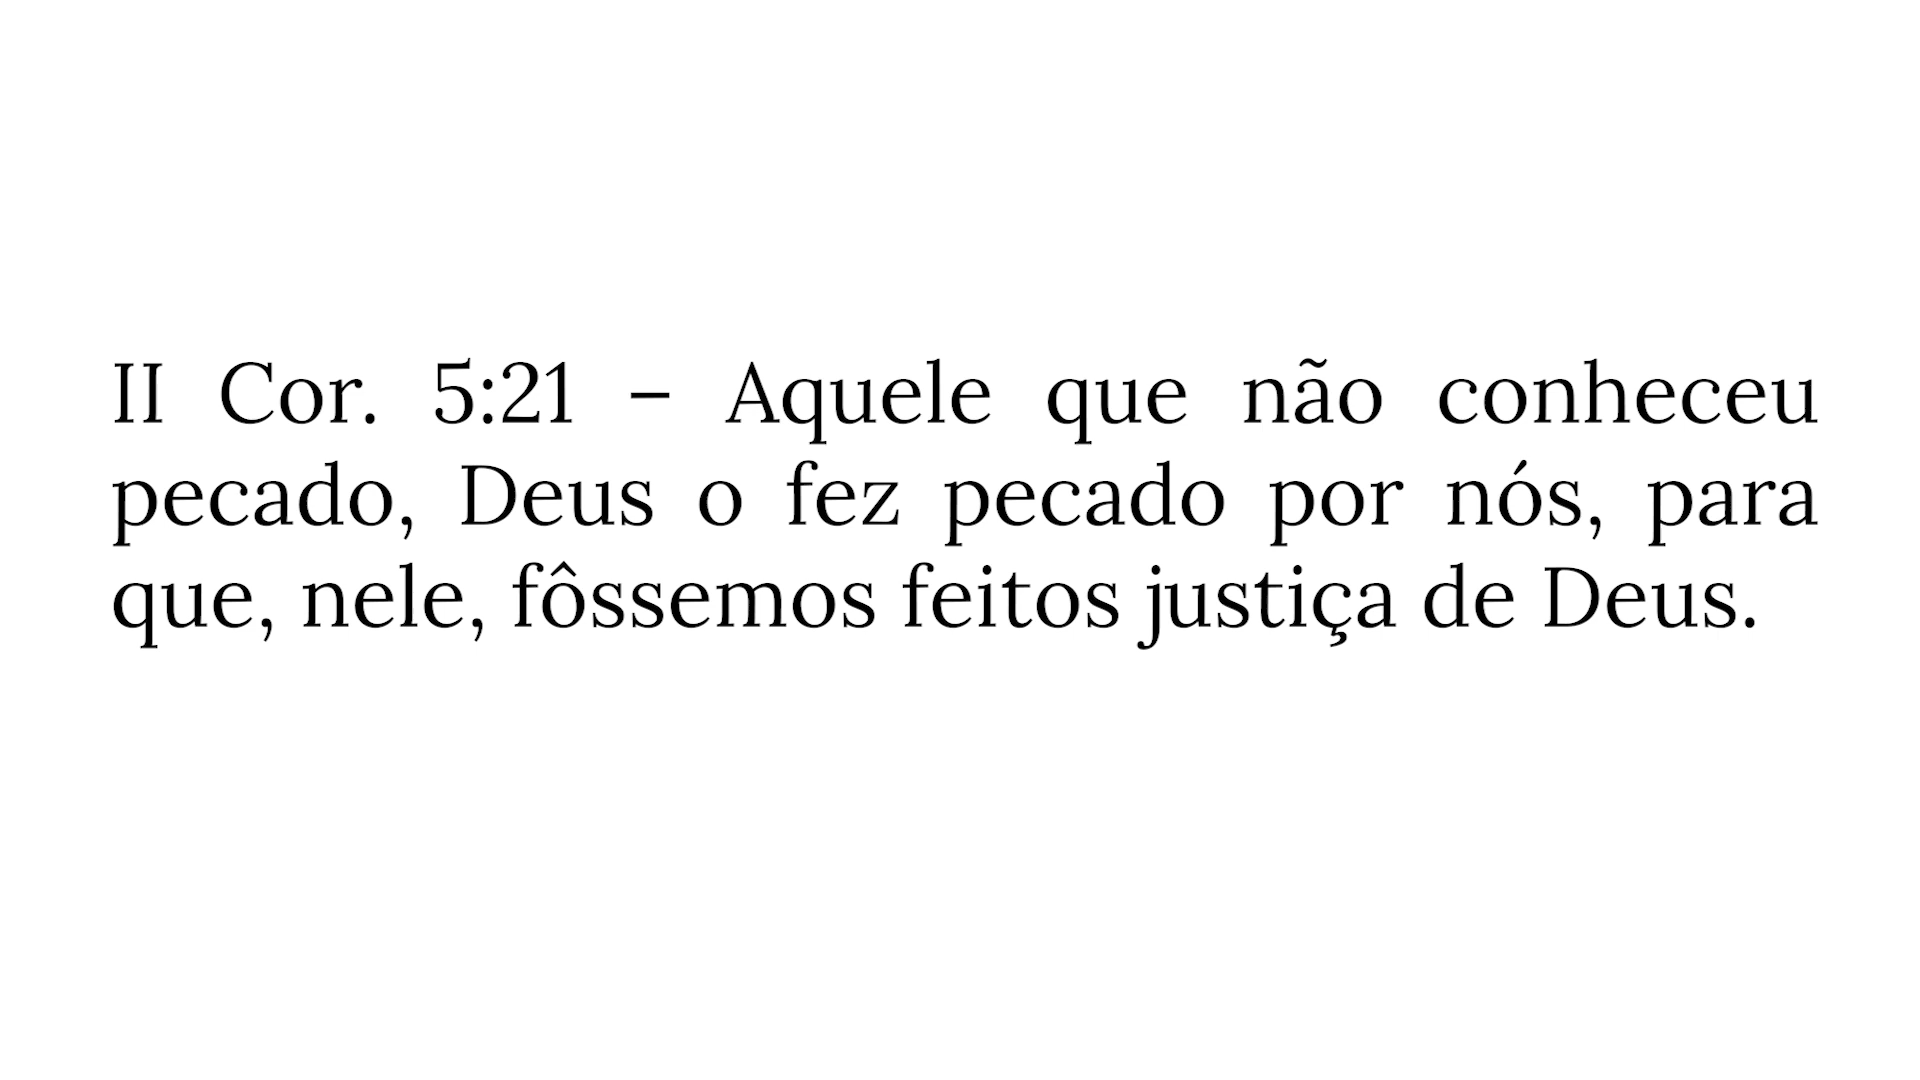 II Cor. 5:21 – Aquele que não conheceu
pecado, Deus o fez pecado por nós, para
que, nele, fôssemos feitos justiça de Deus.